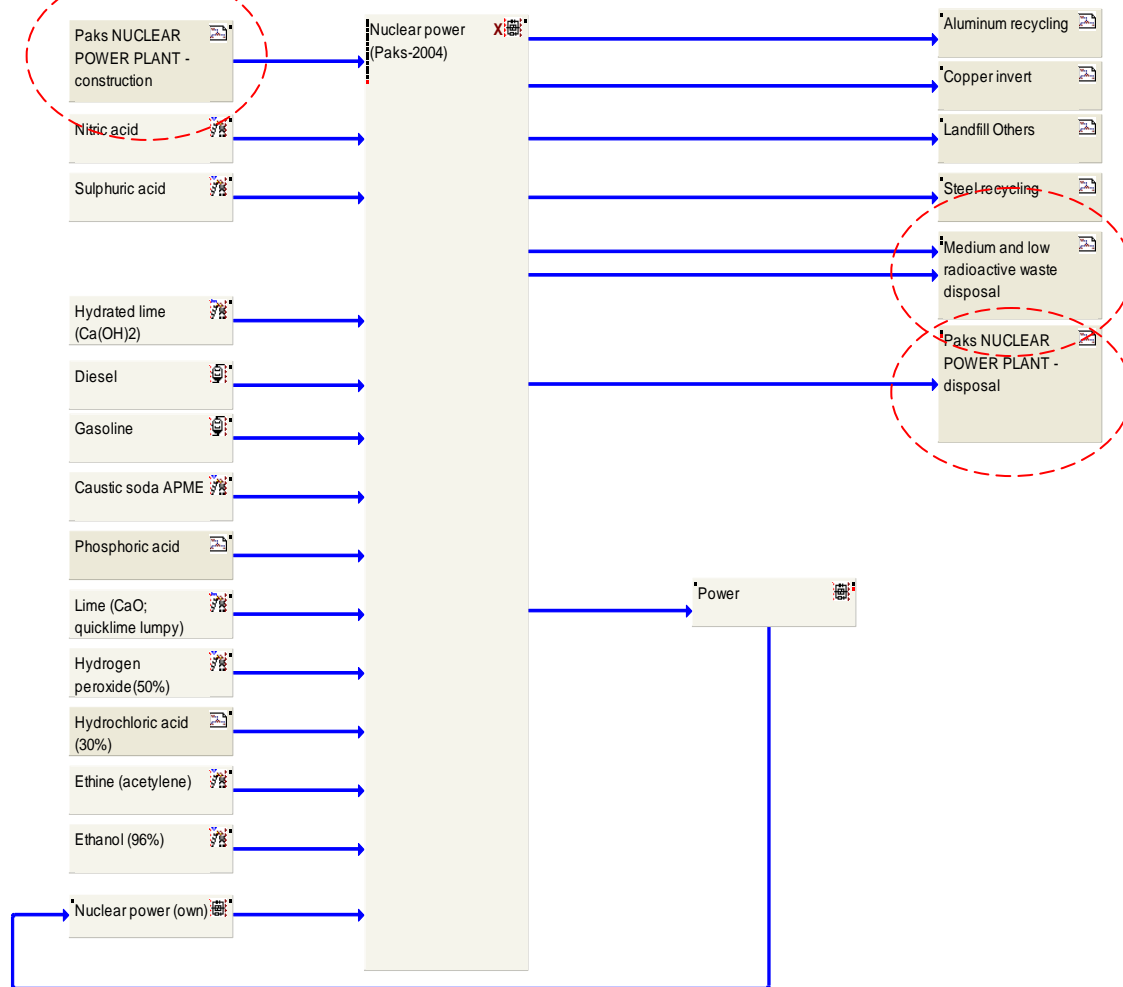 Paks NUCLEAR
POWER PLANT -
construction
Nitric acid
Sulphuric acid
Hydrated lime
(Ca(OH)2)
Diesel
Gasoline
Caustic soda APME
Phosphoric acid
Lime (CaO;
quicklime lumpy)
Hydrogen
peroxide(50%)
Hydrochloric acid
(30%)
Ethine (acetylene)
Ethanol (96%)
Nuclear power (own)
Nuclear power X
(Paks-2004)
Power
Aluminum recycling
Copper invert
Landfill Others
Steel recycling
Medium and low
radioactive waste
disposal
Paks NUCLEAR
POWER PLANT -
disposal